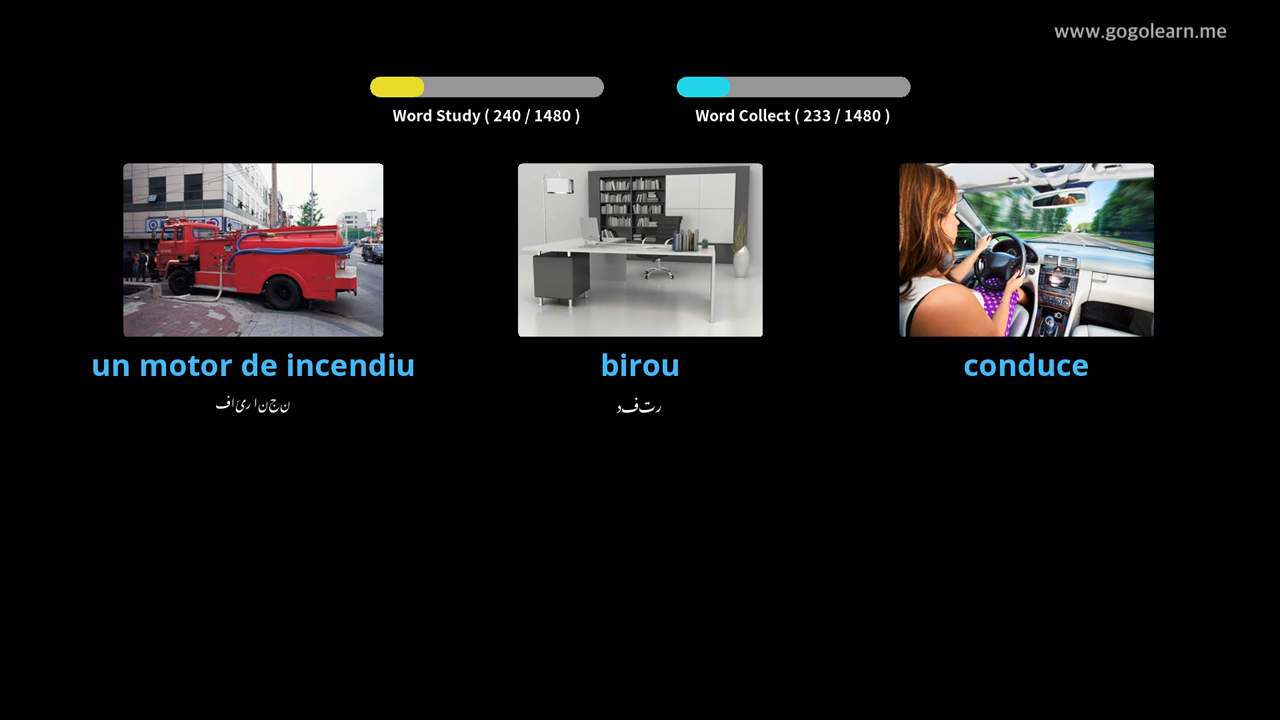 www.gogolearn.me
Word Study ( 240 / 1480 )
Word Collect ( 233 / 1480 )
un motor de incendiu
birou
conduce
فائر انجن
دفتر